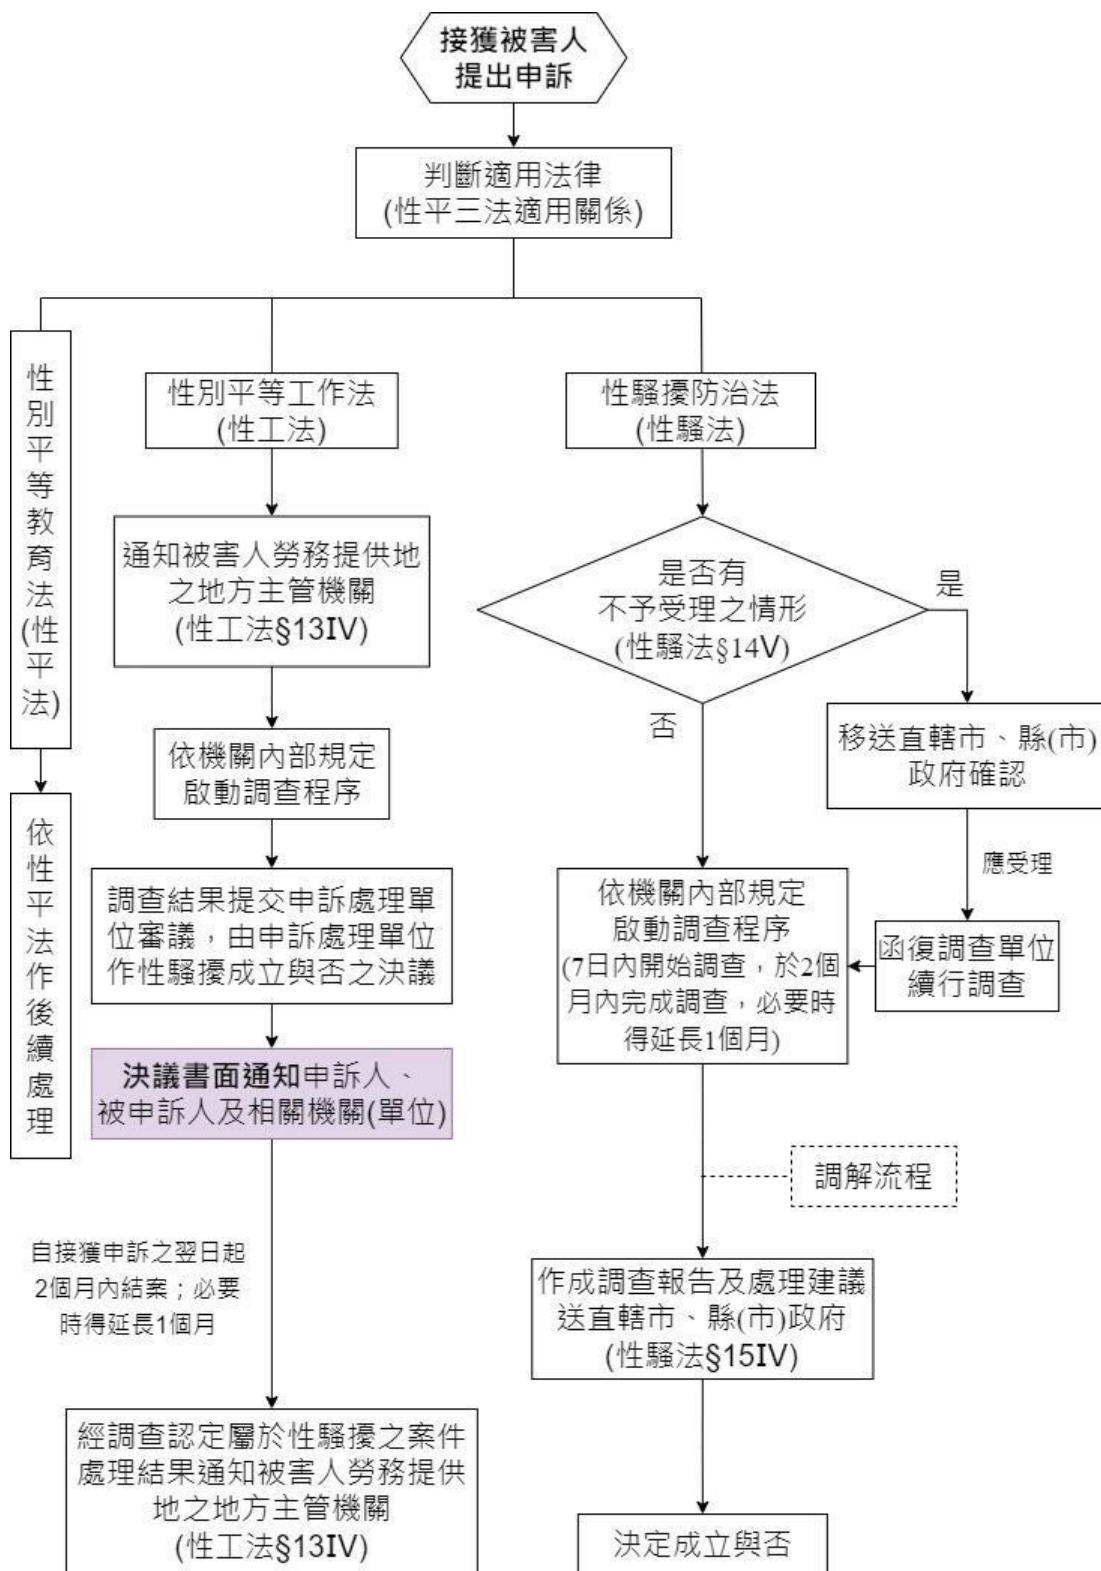 接獲被害人
提出申訴
判斷適用法律
(性平三法適用關係)
性
別
平
等
教
育
法
(性
平
法)
依
性
平
法
作
後
續
處
理
性別平等工作法
(性工法)
通知被害人勞務提供地
之地方主管機關
(性工法§13IV)
依機關內部規定
啟動調查程序
調查結果提交申訴處理單
位審議，由申訴處理單位
作性騷擾成立與否之決議
決議書面通知申訴人、
被申訴人及相關機關(單位)
自接獲申訴之翌日起
2個月內結案；必要
時得延長1個月
經調查認定屬於性騷擾之案件
處理結果通知被害人勞務提供
地之地方主管機關
(性工法§13IV)
性騷擾防治法
(性騷法)
是否有
不予受理之情形
(性騷法§14V)
是
否
移送直轄市、縣(市)
政府確認
應受理
函復調查單位
續行調查
依機關內部規定
啟動調查程序
(7日內開始調查，於2個
月內完成調查，必要時
得延長1個月)
調解流程
作成調查報告及處理建議
送直轄市、縣(市)政府
(性騷法§15IV)
決定成立與否